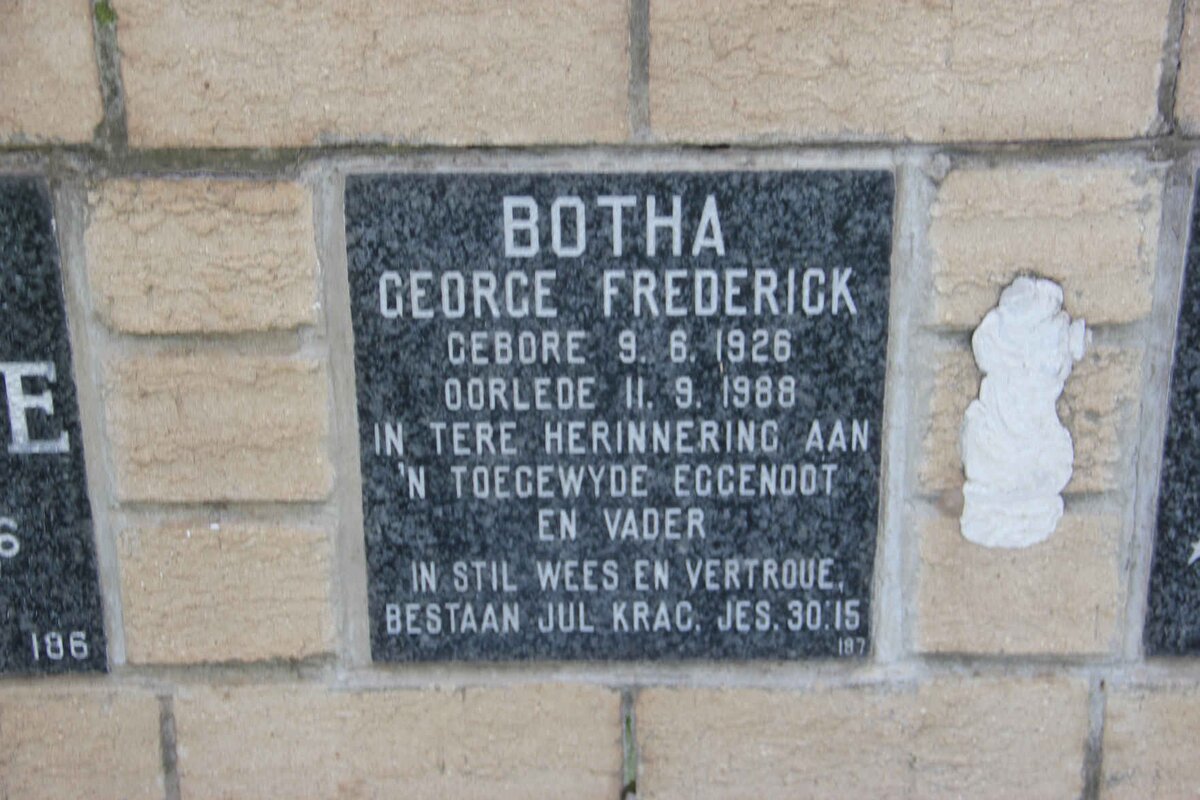 BOTHA
GEORGE FREDERICK
GEBORE 9. 6. 1926
OORLEDE 11. 9. 1988
IN TERE HERINNERING AAN
'N TOEGEWYDE EGGENOOT
EN VADER
IN STIL WEES EN VERTROUE,
BESTAAN JUL KRAG. JES. 30:15
187
E
6
186